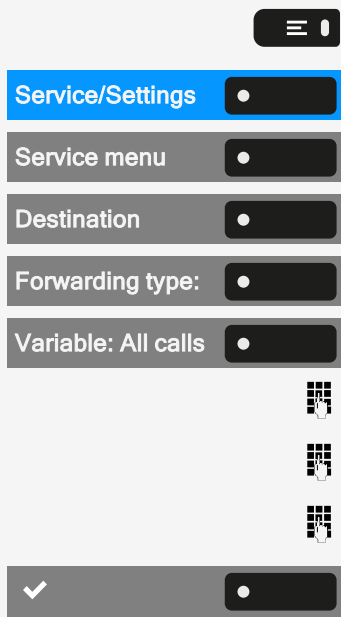 Service/Settings
Service menu
Destination
Forwarding type:
Variable: All calls